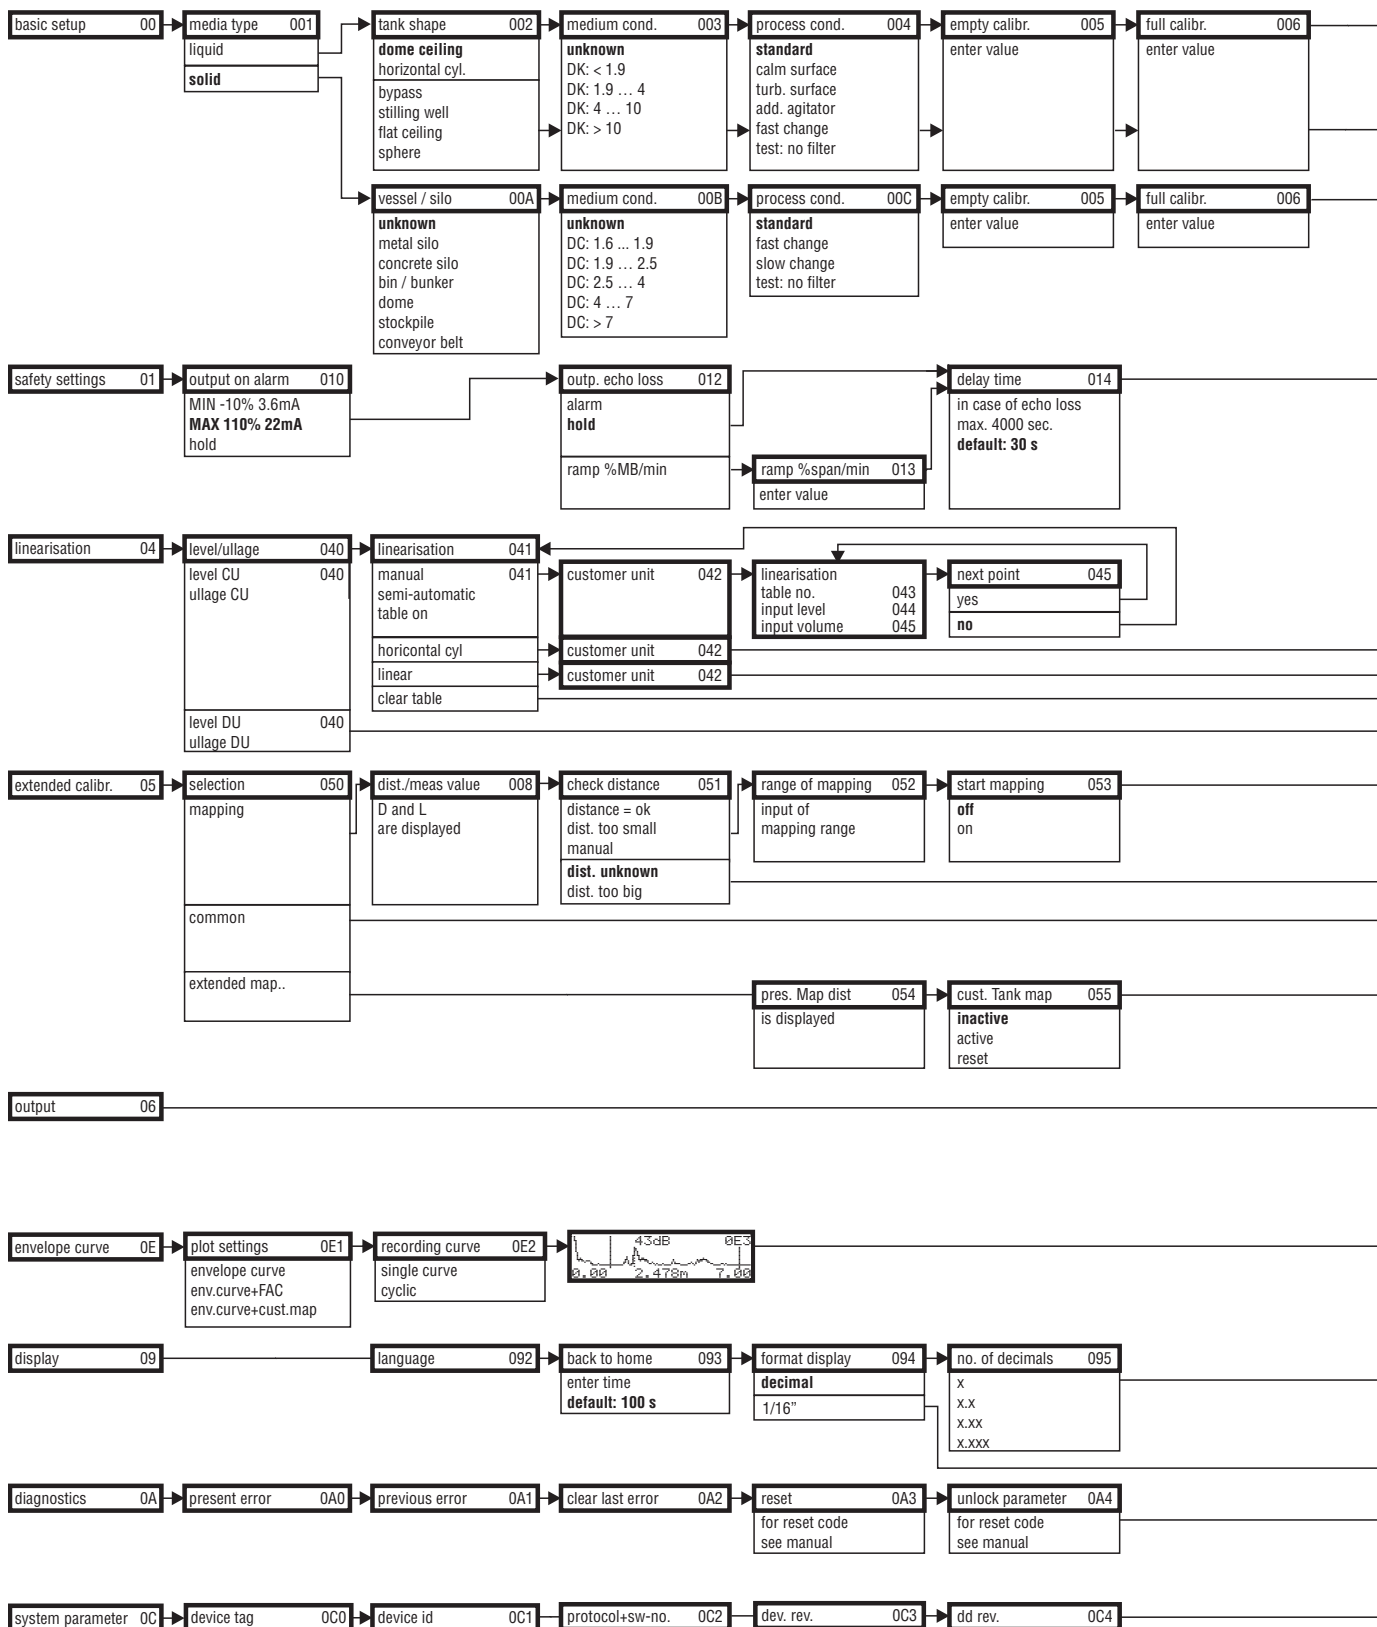 basic setup 00
media type 001
liquid
solid
tank shape 002
dome ceiling
horizontal cyl.
bypass
stilling well
flat ceiling
sphere
medium cond. 003
unknown
DK: < 1.9
DK: 1.9 … 4
DK: 4 … 10
DK: > 10
process cond. 004
standard
calm surface
turb. surface
add. agitator
fast change
test: no filter
empty calibr. 005
enter value
full calibr. 006
enter value
vessel / silo 00A
unknown
metal silo
concrete silo
bin / bunker
dome
stockpile
conveyor belt
medium cond. 00B
unknown
DC: 1.6 ... 1.9
DC: 1.9 … 2.5
DC: 2.5 … 4
DC: 4 … 7
DC: > 7
process cond. 00C
standard
fast change
slow change
test: no filter
empty calibr. 005
enter value
full calibr. 006
enter value
safety settings 01
output on alarm 010
MIN -10% 3.6mA
MAX 110% 22mA
hold
outp. echo loss 012
alarm
hold
ramp %MB/min
ramp %span/min 013
enter value
delay time 014
in case of echo loss
max. 4000 sec.
default: 30 s
linearisation 04
level/ullage 040
level CU 040
ullage CU
level DU 040
ullage DU
linearisation 041
manual 041
semi-automatic
table on
horicontal cyl
linear
clear table
customer unit 042
customer unit 042
customer unit 042
linearisation
table no. 043
input level 044
input volume 045
next point 045
yes
no
extended calibr. 05
selection 050
mapping
common
extended map..
dist./meas value 008
D and L
are displayed
check distance 051
distance = ok
dist. too small
manual
dist. unknown
dist. too big
range of mapping 052
input of
mapping range
start mapping 053
off
on
pres. Map dist 054
is displayed
cust. Tank map 055
inactive
active
reset
output 06
envelope curve 0E
plot settings 0E1
envelope curve
env.curve+FAC
env.curve+cust.map
recording curve 0E2
single curve
cyclic
43dB 0E3
0.00 2.478m 7.00
display 09
language 092
back to home 093
enter time
default: 100 s
format display 094
decimal
1/16”
no. of decimals 095
x
x.x
x.xx
x.xxx
diagnostics 0A
present error 0A0
previous error 0A1
clear last error 0A2
reset 0A3
for reset code
see manual
unlock parameter 0A4
for reset code
see manual
system parameter 0C
device tag 0C0
device id 0C1
protocol+sw-no. 0C2
dev. rev. 0C3
dd rev. 0C4